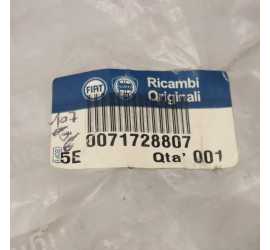 FIAT
Ricambi
Originali
0071728807
5E Qta' 001